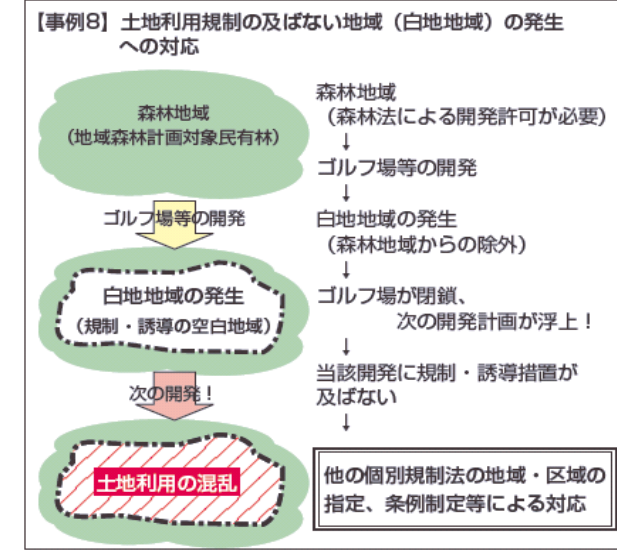 【事例8】土地利用規制の及ばない地域（白地地域）の発生
への対応
森林地域
（地域森林計画対象民有林）
ゴルフ場等の開発
白地地域の発生
（規制・誘導の空白地域）
次の開発！
土地利用の混乱
森林地域
（森林法による開発許可が必要）
↓
ゴルフ場等の開発
↓
白地地域の発生
（森林地域からの除外）
↓
ゴルフ場が閉鎖、
次の開発計画が浮上！
↓
当該開発に規制・誘導措置が
及ばない
↓
他の個別規制法の地域・区域の
指定、条例制定等による対応